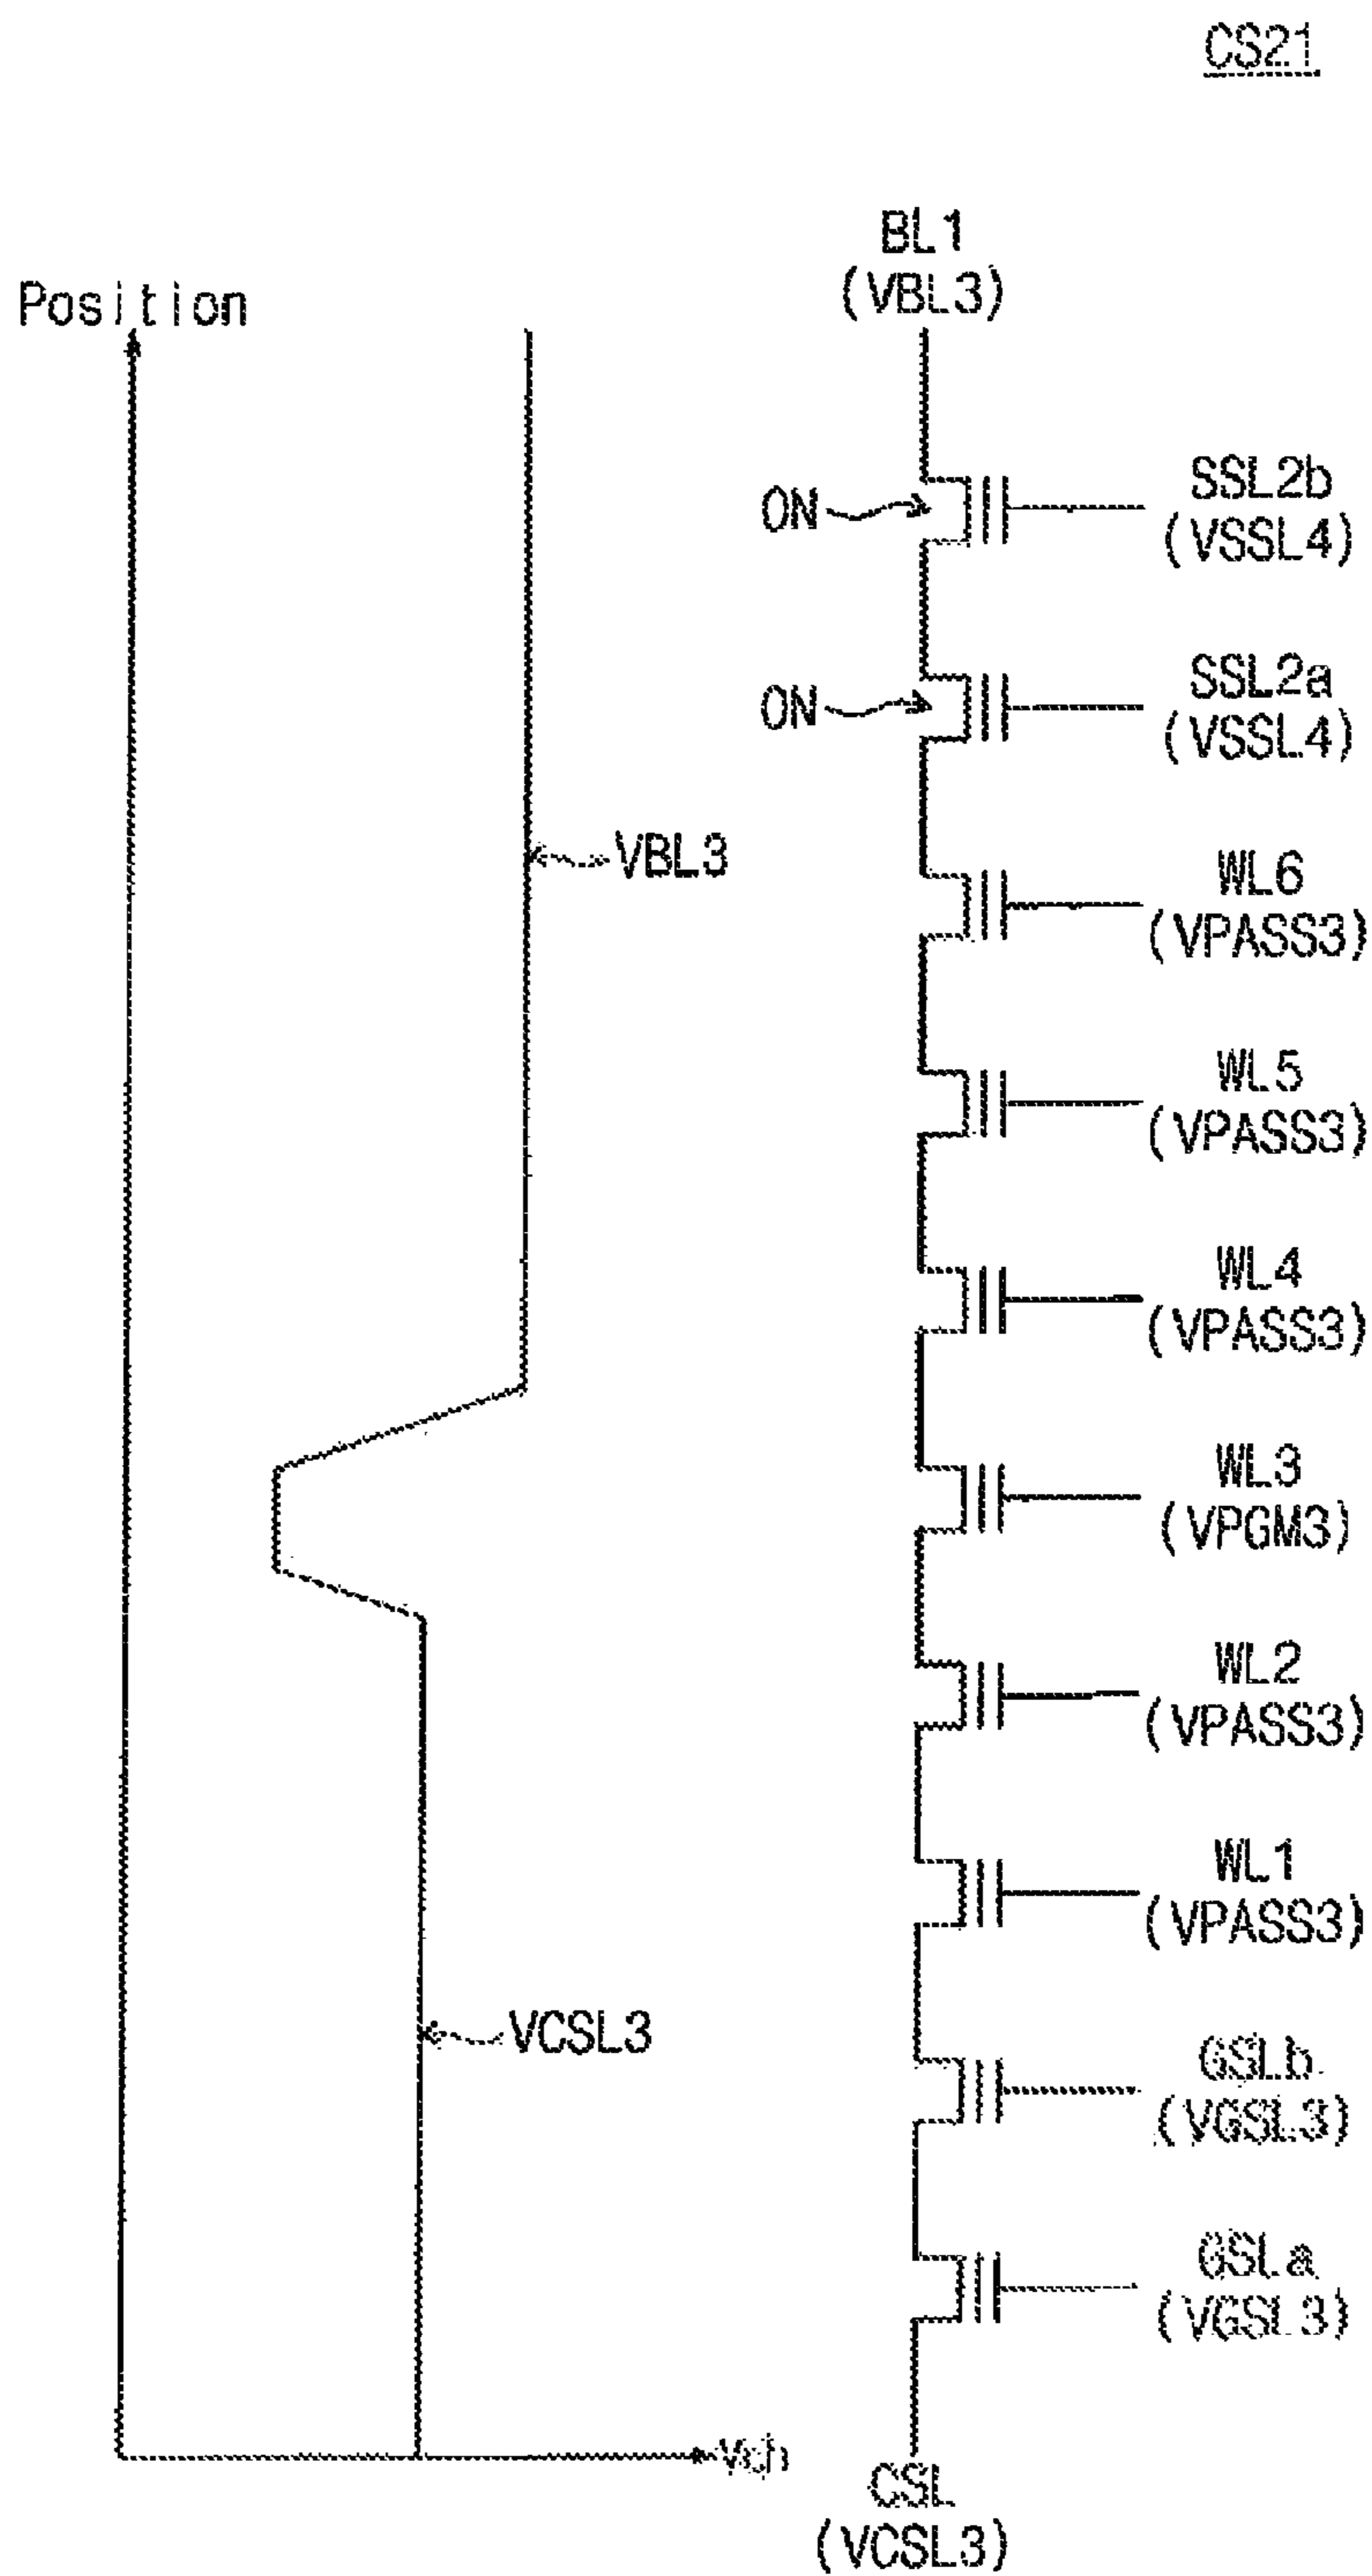 CS21
BL1
(VBL3)
Position
ON
SSL2b
(VSSL4)
ON
SSL2a
(VSSL4)
VBL3
WL6
(VPASS3)
WL5
(VPASS3)
WL4
(VPASS3)
WL3
(VPGM3)
WL2
(VPASS3)
WL1
(VPASS3)
VCSL3
GSLb
(VGSL3)
GSLa
(VGSL3)
Vch
CSL
(VCSL3)